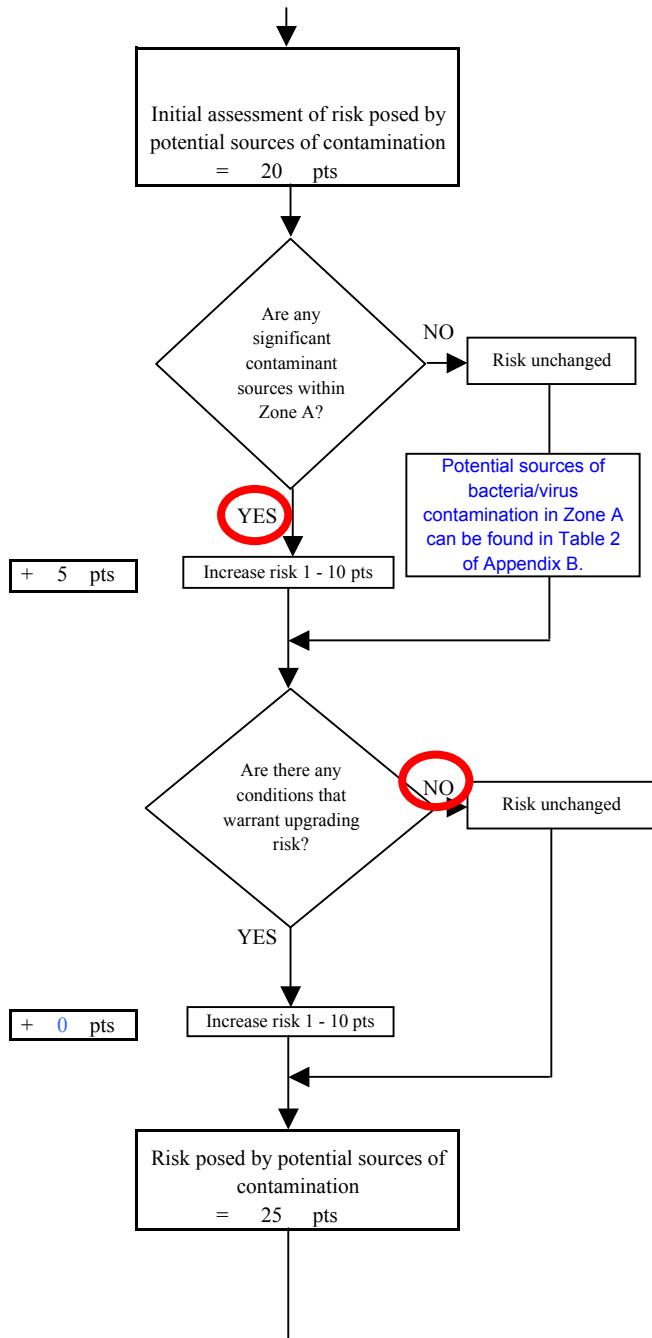 Initial assessment of risk posed by
potential sources of contamination
= 20 pts
Are any
significant
contaminant
sources within
Zone A?
NO
Risk unchanged
Potential sources of
bacteria/virus
contamination in Zone A
can be found in Table 2
of Appendix B.
YES
+ 5 pts
Increase risk 1 - 10 pts
Are there any
conditions that
warrant upgrading
risk?
NO
Risk unchanged
YES
+ 0 pts
Increase risk 1 - 10 pts
Risk posed by potential sources of
contamination
= 25 pts